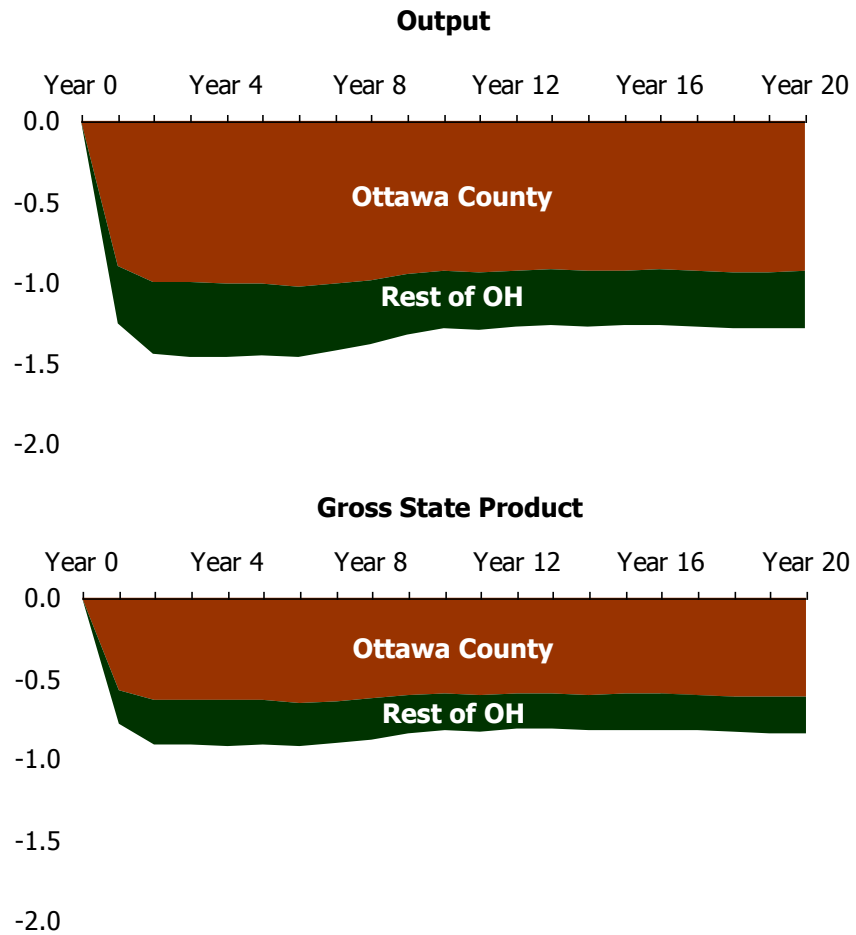 Output
Year 0 Year 4 Year 8 Year 12 Year 16 Year 20
0.0
-0.5
Ottawa County
-1.0
Rest of OH
-1.5
-2.0
Gross State Product
Year 0 Year 4 Year 8 Year 12 Year 16 Year 20
0.0
Ottawa County
-0.5
Rest of OH
-1.0
-1.5
-2.0